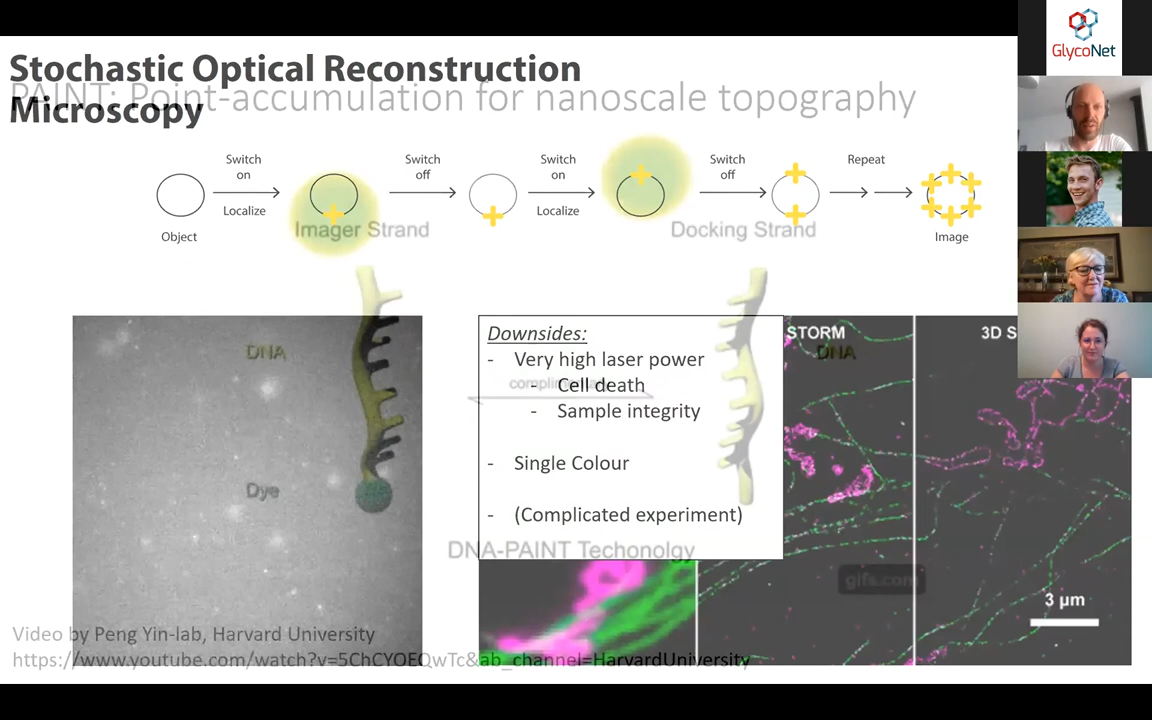 GlycoNet
Stochastic Optical Reconstruction
Microscopy
PAINT: Point-accumulation for nanoscale topography
Switch
on
Localize
Switch
off
Switch
on
Localize
Switch
off
Repeat
Object
Image
Imager Strand
Docking Strand
Downsides:
- Very high laser power
- Cell death
- Sample integrity
- Single Colour
- (Complicated experiment)
DNA
Dye
STORM
DNA
3D S
DNA-PAINT Techonolgy
gifs.com
3 μm
Video by Peng Yin-lab, Harvard University
https://www.youtube.com/watch?v=5ChCYOEQwTc&ab_channel=HarvardUniversity